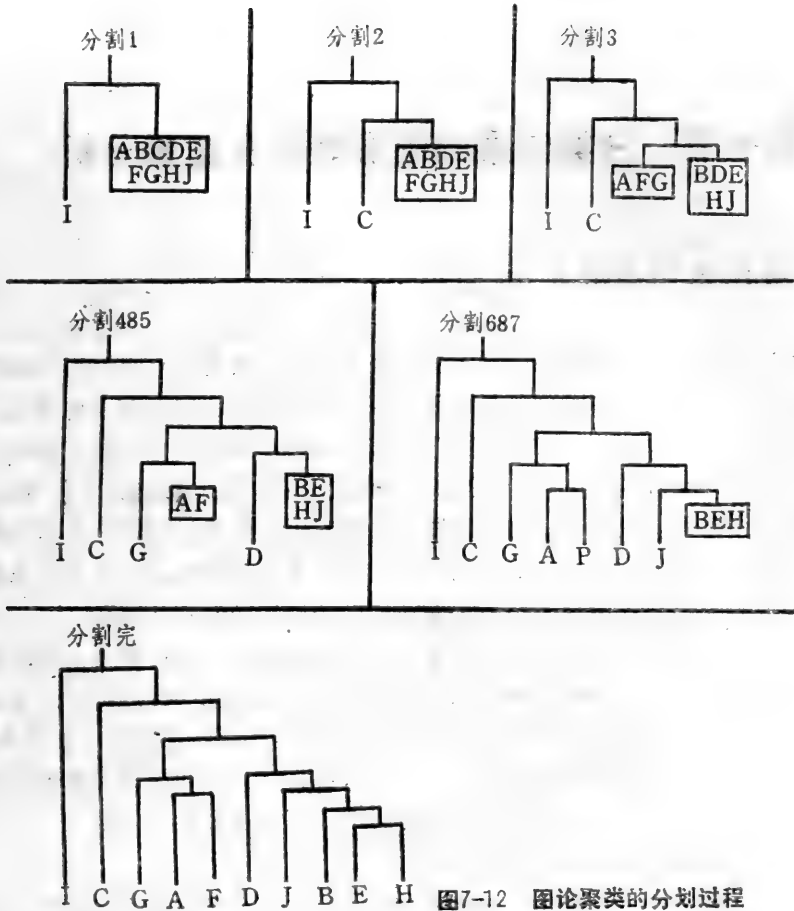 分割1
ABCDE
FGHJ
I
分割2
ABDE
FGHJ
I C
分割3
AFG
BDE
HJ
I C
分割485
AF
BE
HJ
I C G D
分割687
BEH
I C G A P D J
分割完
I C G A F D J B E H
图7-12 图论聚类的分划过程